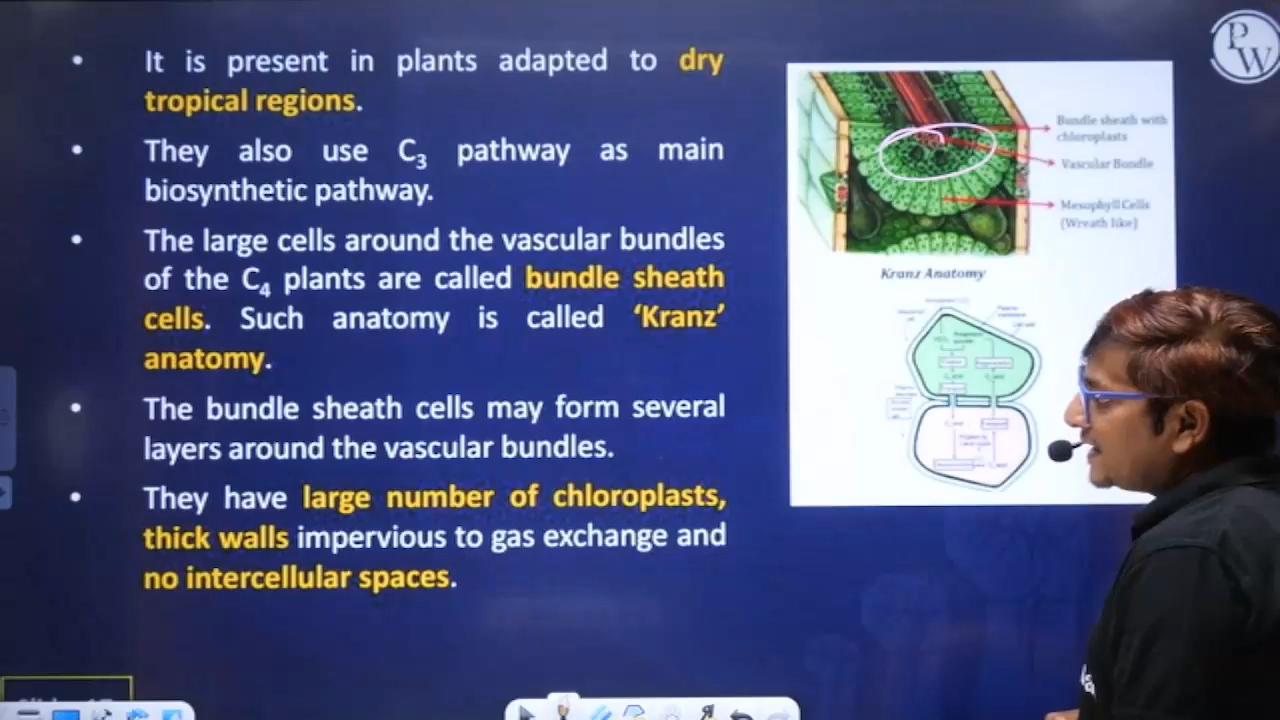 PW
• It is present in plants adapted to dry
tropical regions.
• They also use C₃ pathway as main
biosynthetic pathway.
• The large cells around the vascular bundles
of the C₄ plants are called bundle sheath
cells. Such anatomy is called ‘Kranz’
anatomy.
• The bundle sheath cells may form several
layers around the vascular bundles.
• They have large number of chloroplasts,
thick walls impervious to gas exchange and
no intercellular spaces.
Bundle sheath with
chloroplasts
Vascular Bundle
Mesophyll Cells
(Wreath like)
Kranz Anatomy